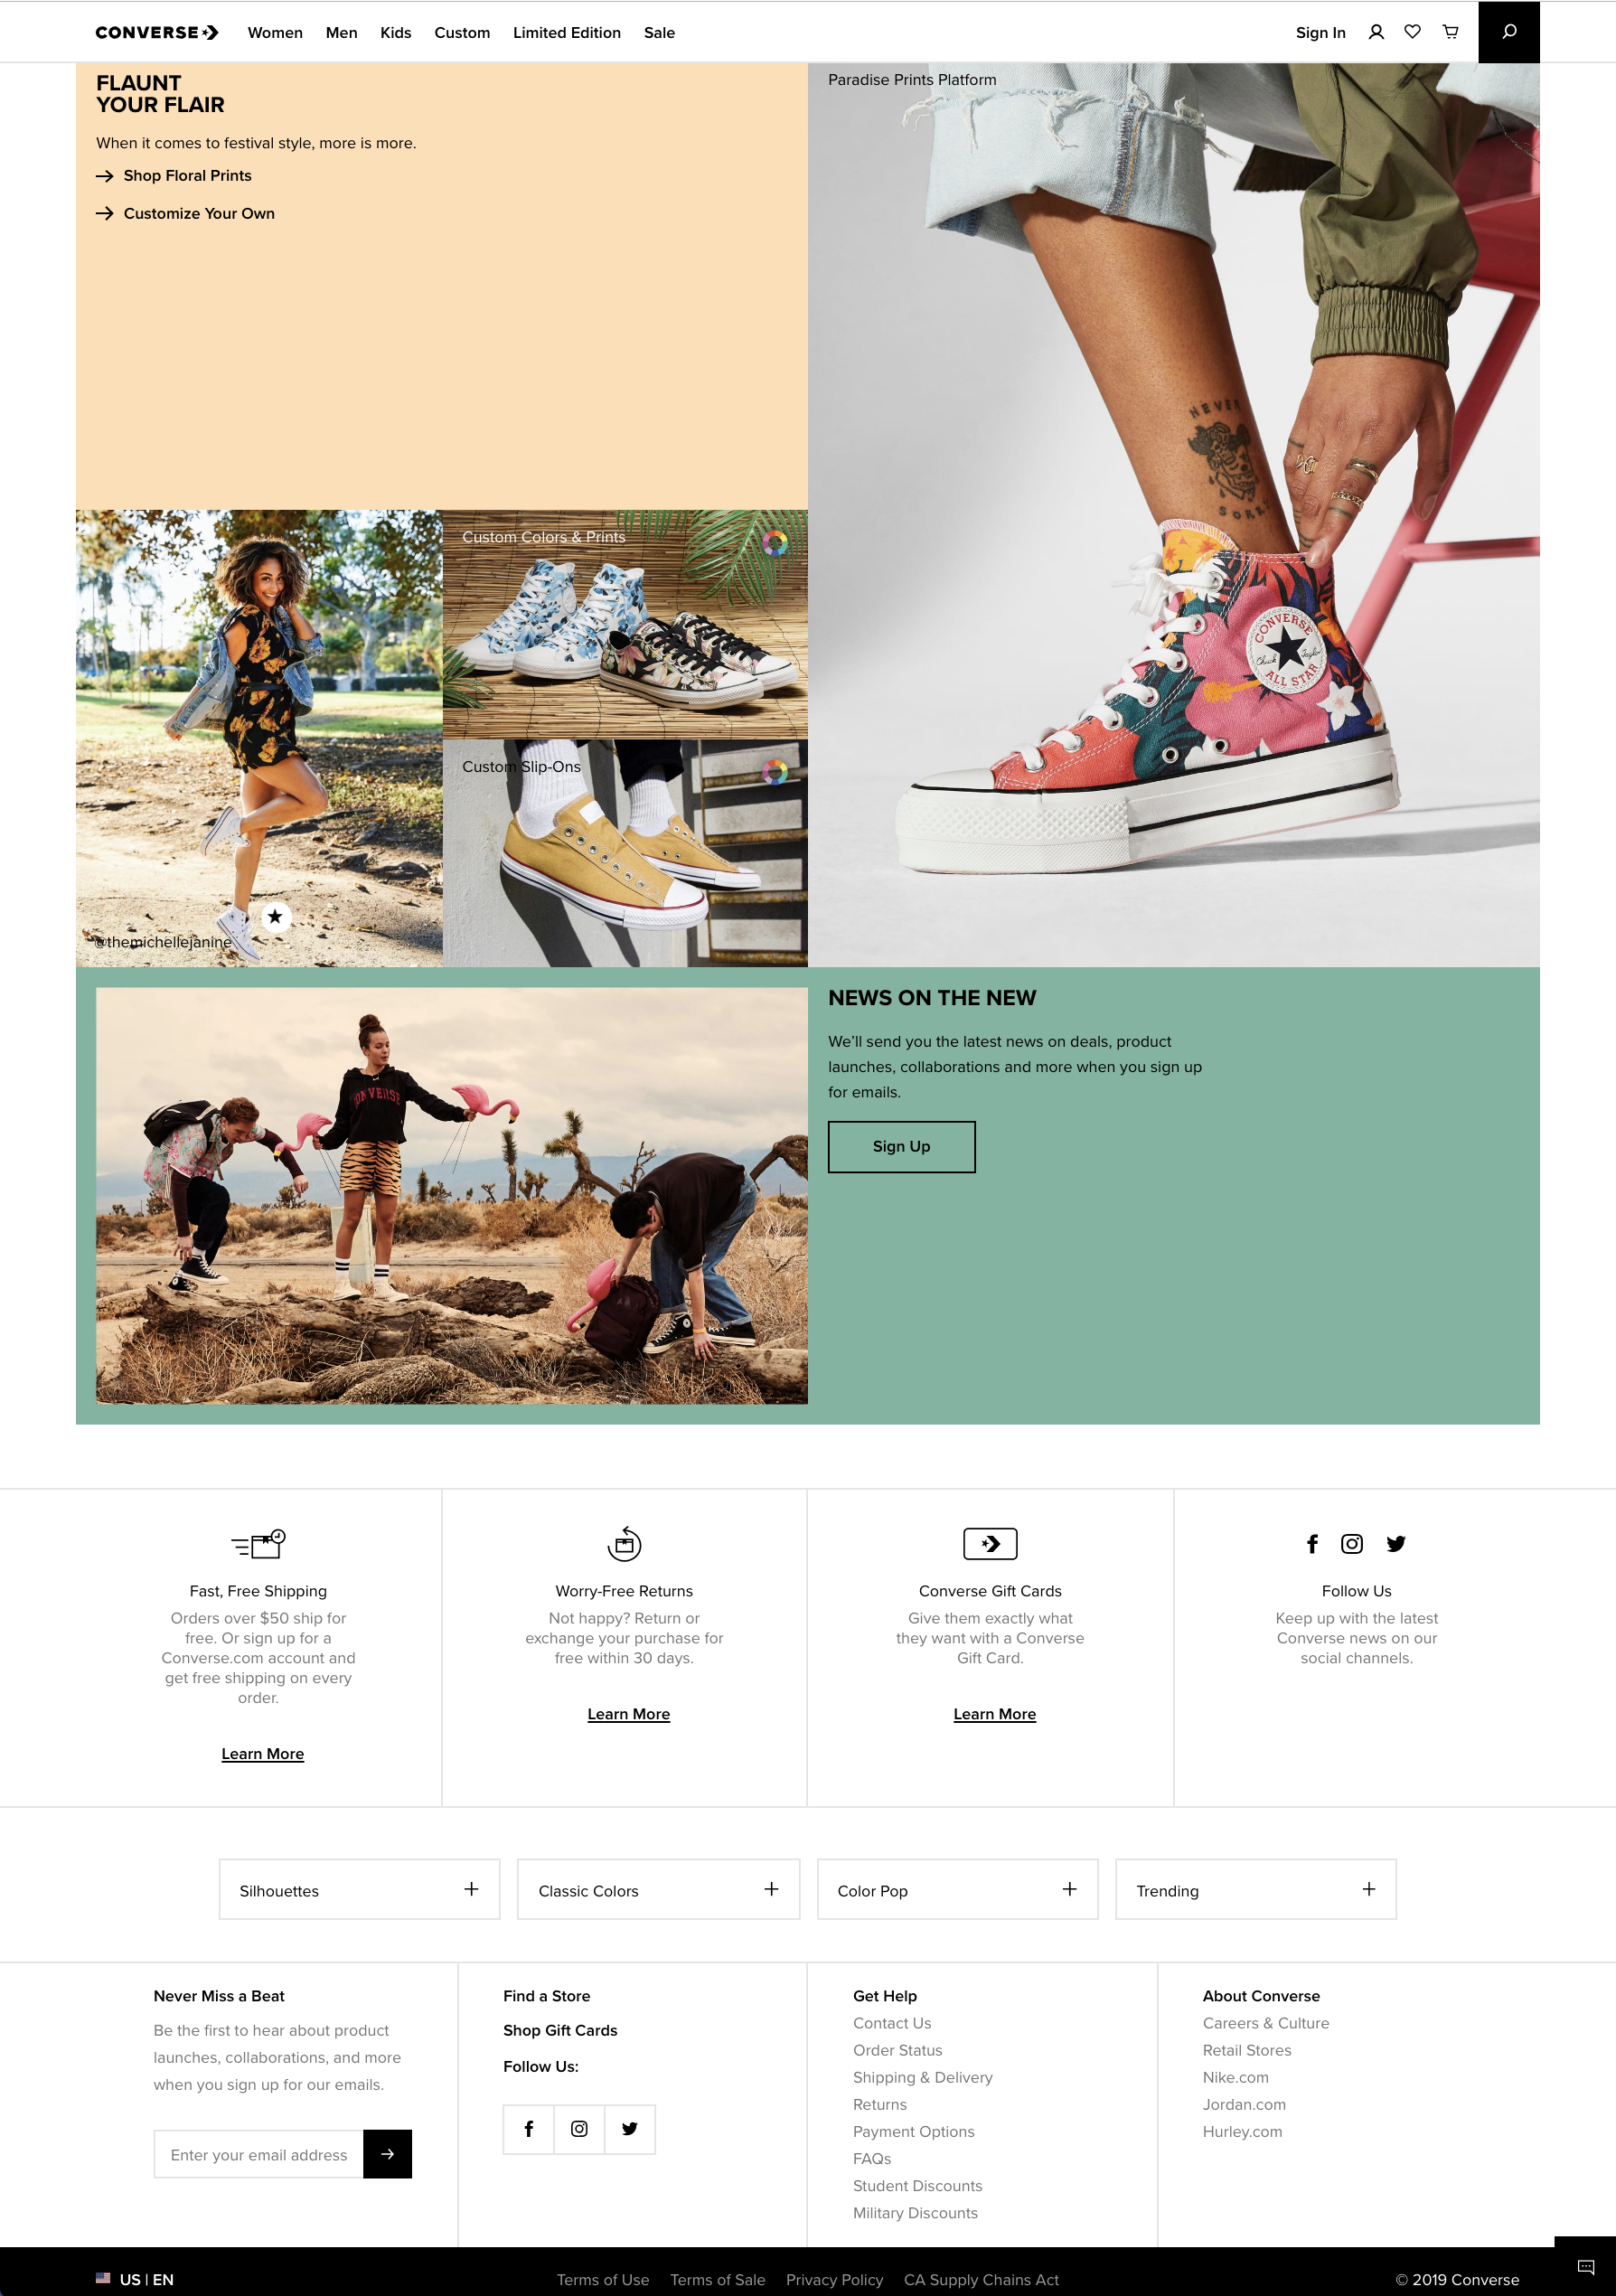 CONVERSE
Women Men Kids Custom Limited Edition Sale
Sign In
FLAUNT
YOUR FLAIR
When it comes to festival style, more is more.
Shop Floral Prints
Customize Your Own
Paradise Prints Platform
NEVER
SORRY
CONVERSE
Chuck Taylor
ALL STAR
Custom Colors & Prints
Custom Slip-Ons
@themichellejanine
CONVERSE
NEWS ON THE NEW
We'll send you the latest news on deals, product
launches, collaborations and more when you sign up
for emails.
Sign Up
Fast, Free Shipping
Orders over $50 ship for
free. Or sign up for a
Converse.com account and
get free shipping on every
order.
Learn More
Worry-Free Returns
Not happy? Return or
exchange your purchase for
free within 30 days.
Learn More
Converse Gift Cards
Give them exactly what
they want with a Converse
Gift Card.
Learn More
Follow Us
Keep up with the latest
Converse news on our
social channels.
Silhouettes
Classic Colors
Color Pop
Trending
Never Miss a Beat
Be the first to hear about product
launches, collaborations, and more
when you sign up for our emails.
Enter your email address
Find a Store
Shop Gift Cards
Follow Us:
Get Help
Contact Us
Order Status
Shipping & Delivery
Returns
Payment Options
FAQs
Student Discounts
Military Discounts
About Converse
Careers & Culture
Retail Stores
Nike.com
Jordan.com
Hurley.com
US | EN
Terms of Use Terms of Sale Privacy Policy CA Supply Chains Act
© 2019 Converse